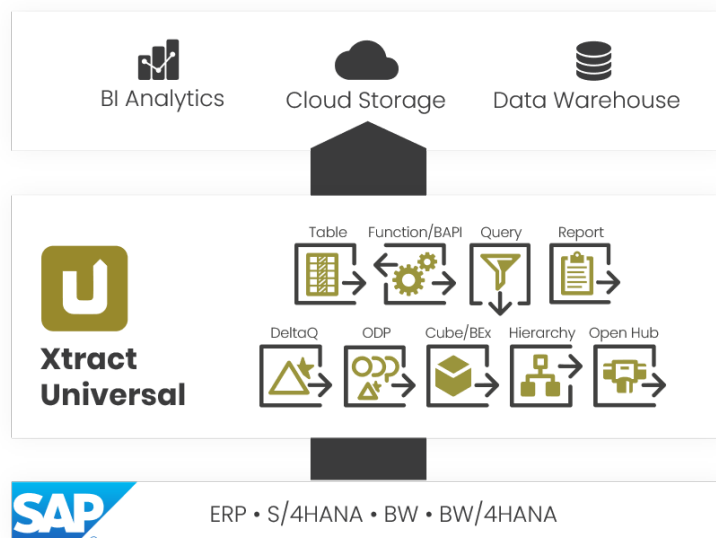 BI Analytics
Cloud Storage
Data Warehouse
Table
Function/BAPI
Query
Report
Xtract
Universal
DeltaQ
ODP
Cube/BEx
Hierarchy
Open Hub
ODP
SAP
ERP • S/4HANA • BW • BW/4HANA